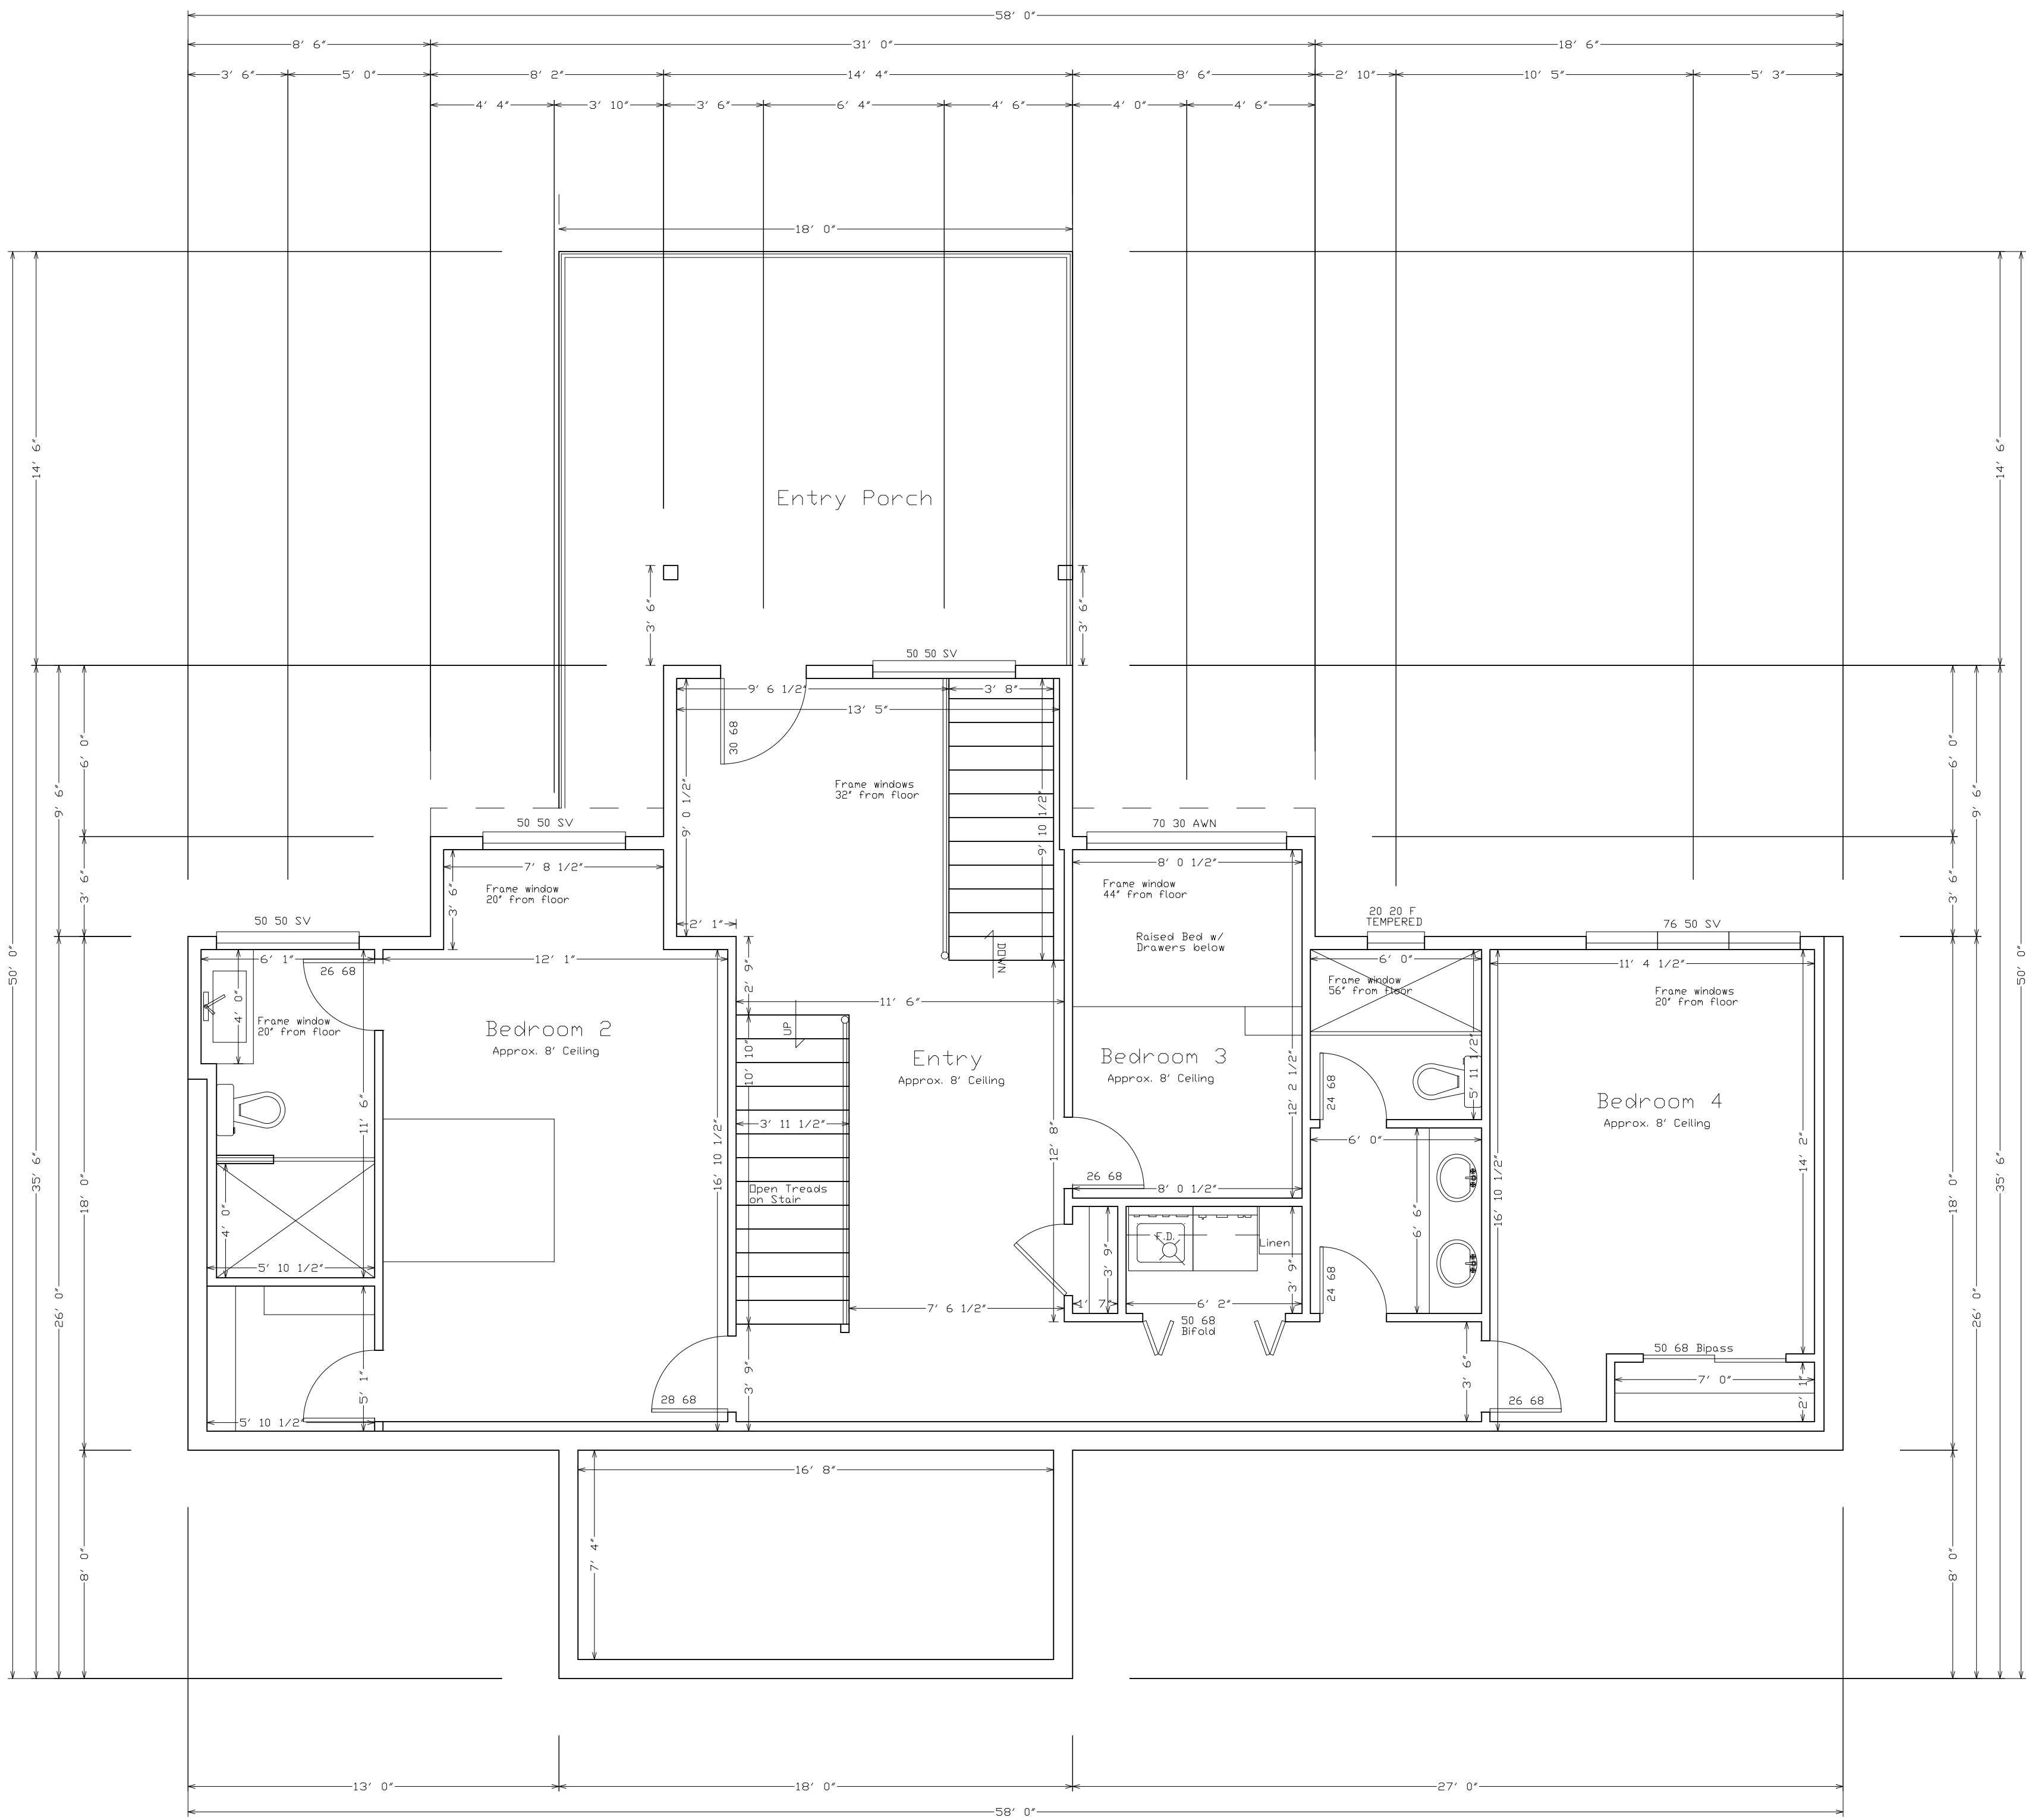 58' 0"
8' 6" 31' 0" 18' 6"
3' 6" 5' 0" 8' 2" 14' 4" 8' 6" 2' 10" 10' 5" 5' 3"
4' 4" 3' 10" 3' 6" 6' 4" 4' 6" 4' 0" 4' 6"
18' 0"
14' 6"
14' 6"
Entry Porch
3' 6"
3' 6"
50 50 SV
9' 6 1/2" 3' 8"
13' 5"
30 68
6' 0"
6' 0"
9' 6"
9' 6"
Frame windows
32" from floor
9' 0 1/2"
9' 10 1/2"
50 50 SV
70 30 AWN
7' 8 1/2"
8' 0 1/2"
Frame window
20" from floor
Frame window
44" from floor
3' 6"
3' 6"
3' 6"
50 50 SV
2' 1"
20 20 F
TEMPERED
76 50 SV
Raised Bed w/
Drawers below
DOWN
6' 1"
26 68
12' 1"
2' 9"
6' 0"
11' 4 1/2"
50' 0"
50' 0"
Frame window
56" from floor
Frame windows
20" from floor
4' 0"
11' 6"
Frame window
20" from floor
UP
Bedroom 2
Approx. 8' Ceiling
Entry
Approx. 8' Ceiling
Bedroom 3
Approx. 8' Ceiling
10' 10"
12' 2 1/2"
5' 11 1/2"
24 68
Bedroom 4
Approx. 8' Ceiling
11' 6"
3' 11 1/2"
12' 8"
6' 0"
14' 2"
35' 6"
35' 6"
18' 0"
18' 0"
16' 10 1/2"
16' 10 1/2"
26 68
8' 0 1/2"
Open Treads
on Stair
4' 0"
6' 6"
F.D.
Linen
3' 9"
3' 9"
5' 10 1/2"
24 68
1' 7"
6' 2"
7' 6 1/2"
50 68
Bifold
26' 0"
26' 0"
50 68 Bipass
7' 0"
2' 1"
5' 1"
3' 9"
3' 6"
28 68
26 68
5' 10 1/2"
16' 8"
7' 4"
8' 0"
8' 0"
13' 0" 18' 0" 27' 0"
58' 0"